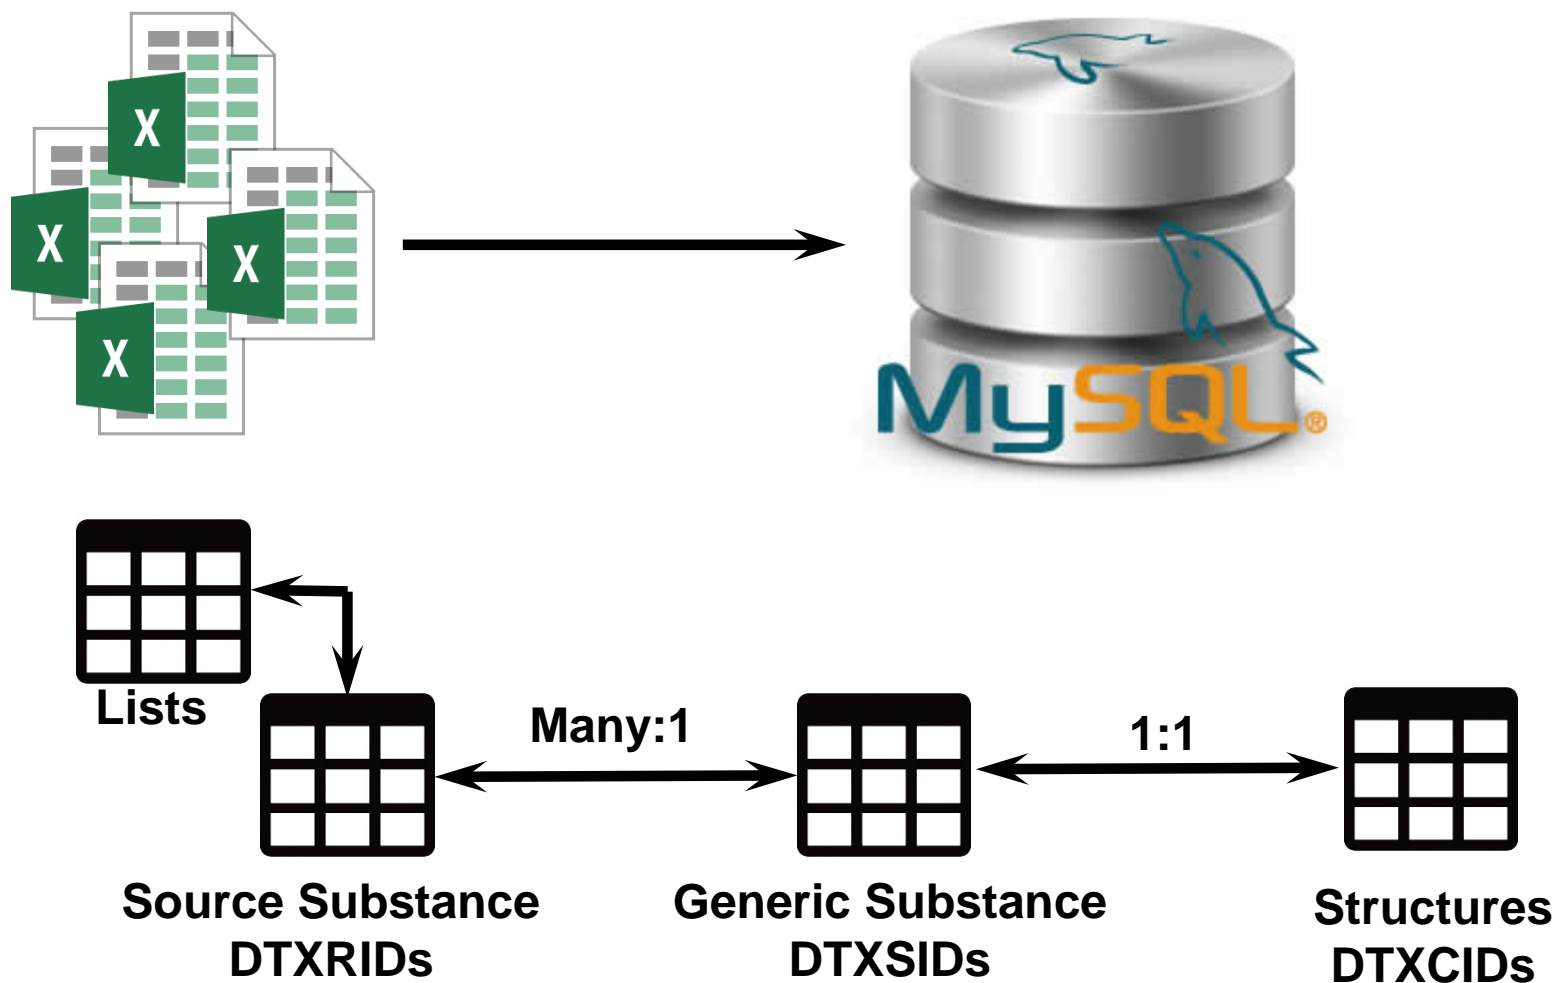 X
X
X
X
MySQL®
Lists
Many:1
1:1
Source Substance
DTXRIDs
Generic Substance
DTXSIDs
Structures
DTXCIDs